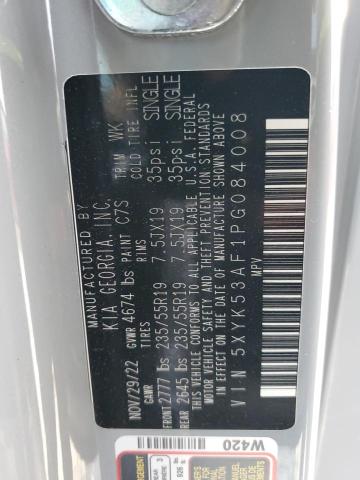 MANUFACTURED BY
KIA GEORGIA, INC.
NOV/29/22 GVWR 4674 lbs PAINT C7S TRIM WK
GAWR RIMS COLD TIRE INFL
FRONT 2777 lbs 235/55R19 7.5JX19 35psi SINGLE
REAR 2645 lbs 235/55R19 7.5JX19 35psi SINGLE
THIS VEHICLE CONFORMS TO ALL APPLICABLE U.S.A. FEDERAL
MOTOR VEHICLE SAFETY AND THEFT PREVENTION STANDARDS
IN EFFECT ON THE DATE OF MANUFACTURE SHOWN ABOVE
VIN 5XYK53AF1PG084008
MPV
W420